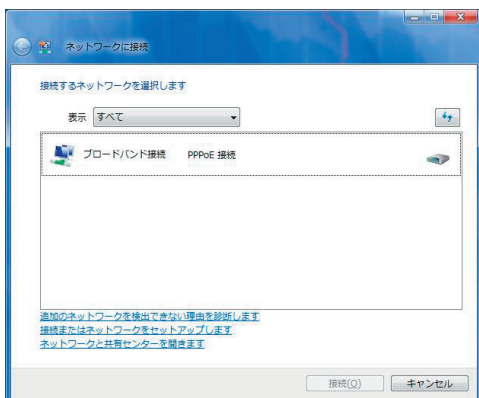 ネットワークに接続
接続するネットワークを選択します
表示 すべて
ブロードバンド接続 PPPoE 接続
追加のネットワークを検出できない理由を診断します
接続またはネットワークをセットアップします
ネットワークと共有センターを開きます
接続(O) キャンセル